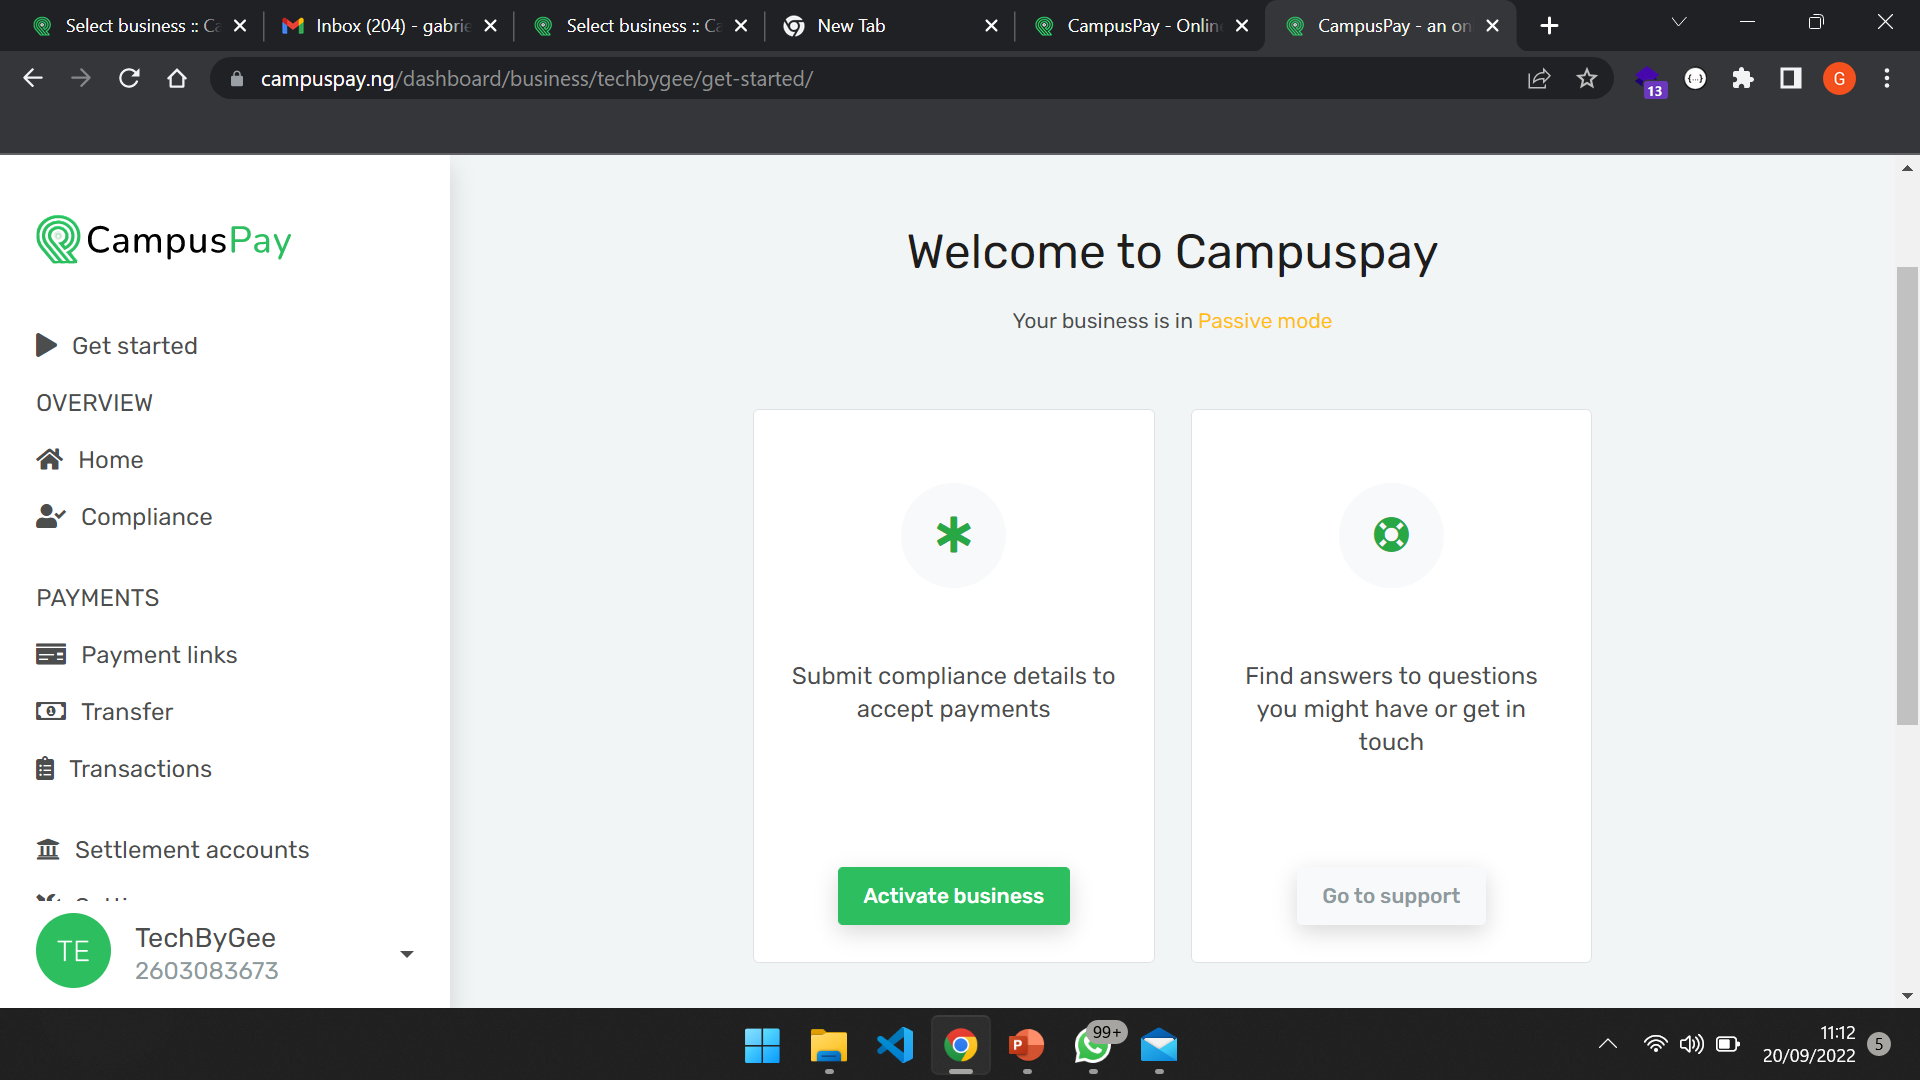 Select business :: Ca
Inbox (204) - gabrie
Select business :: Ca
New Tab
CampusPay - Onlin
CampusPay - an on
campuspay.ng/dashboard/business/techbygee/get-started/
13
G
CampusPay
Get started
OVERVIEW
Home
Compliance
PAYMENTS
Payment links
Transfer
Transactions
Settlement accounts
TE
TechByGee
2603083673
Welcome to Campuspay
Your business is in Passive mode
Submit compliance details to
accept payments
Activate business
Find answers to questions
you might have or get in
touch
Go to support
P
99+
11:12
20/09/2022
5